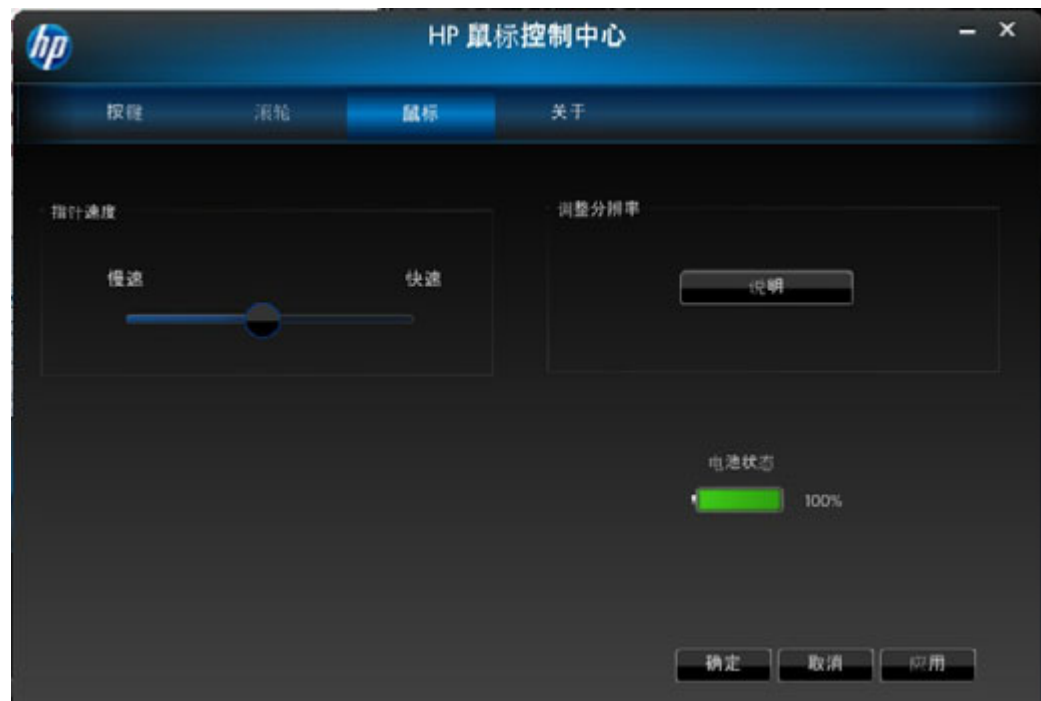 hp
HP 鼠标控制中心
按键 滚轮 鼠标 关于
指针速度
调整分辨率
慢速 快速
说明
电池状态
100%
确定 取消 应用